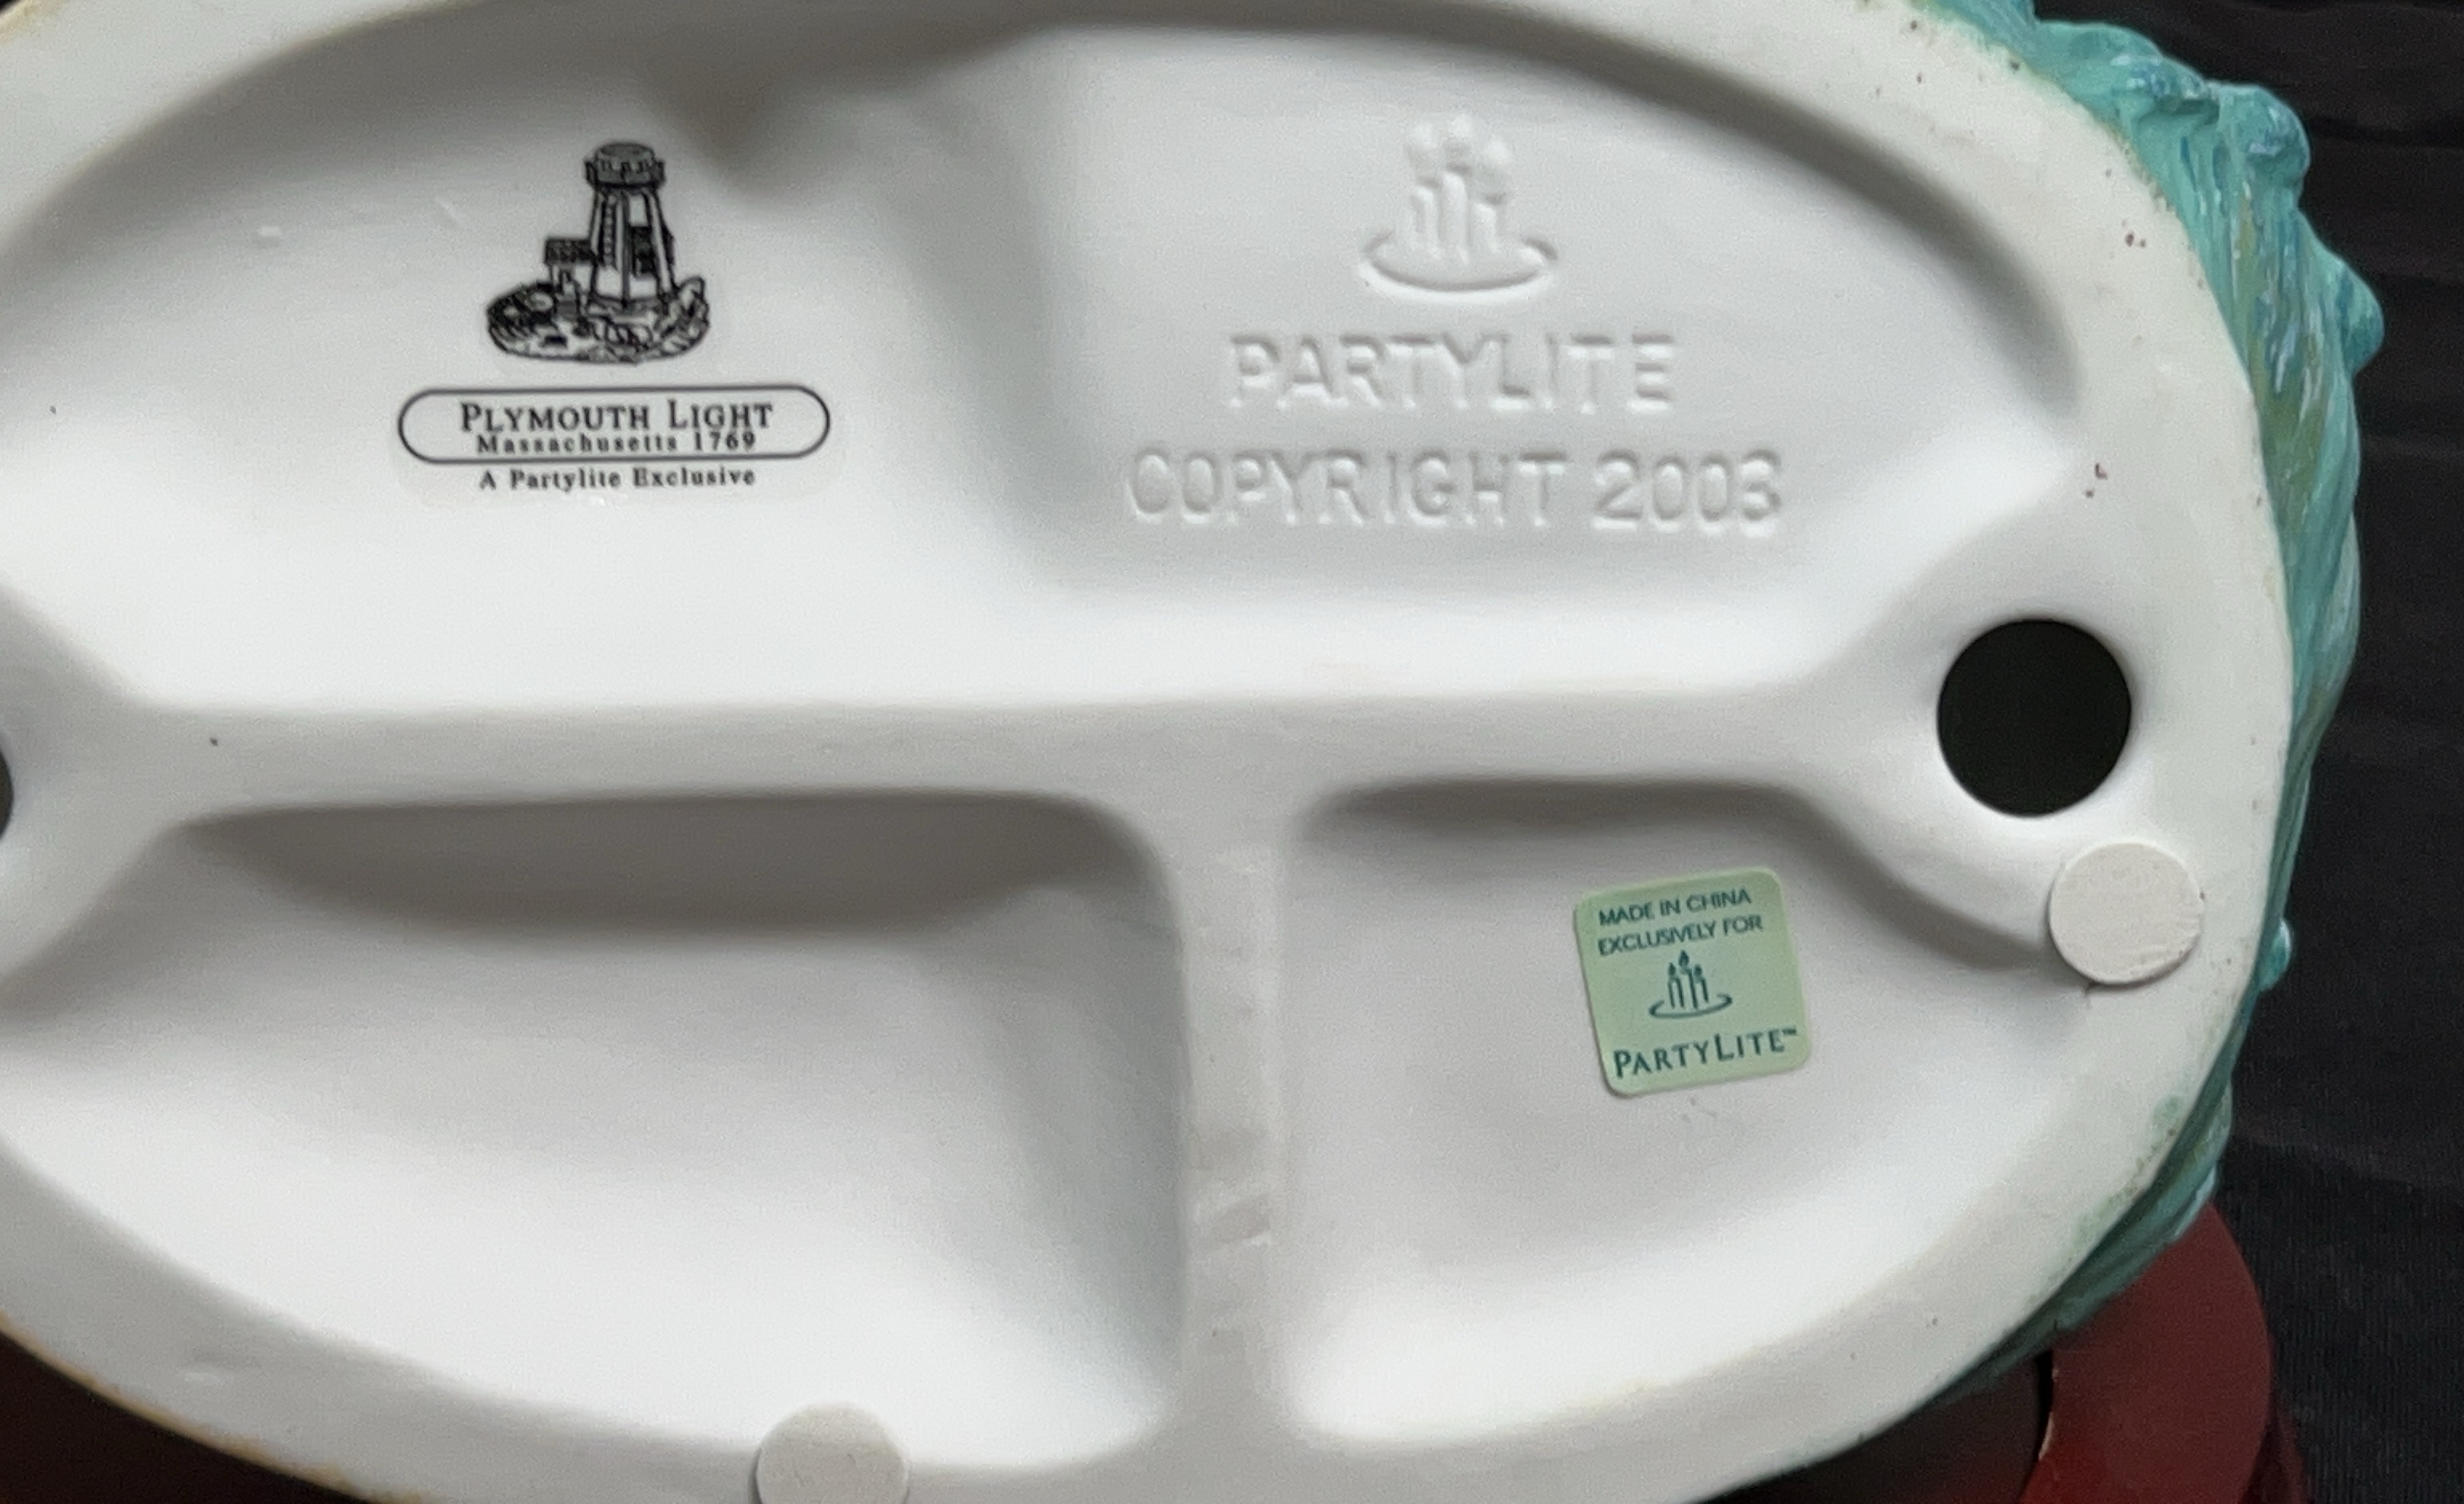 PLYMOUTH LIGHT
Massachusetts 1769
A Partylite Exclusive
PARTYLITE
COPYRIGHT 2003
MADE IN CHINA
EXCLUSIVELY FOR
PARTYLITE™